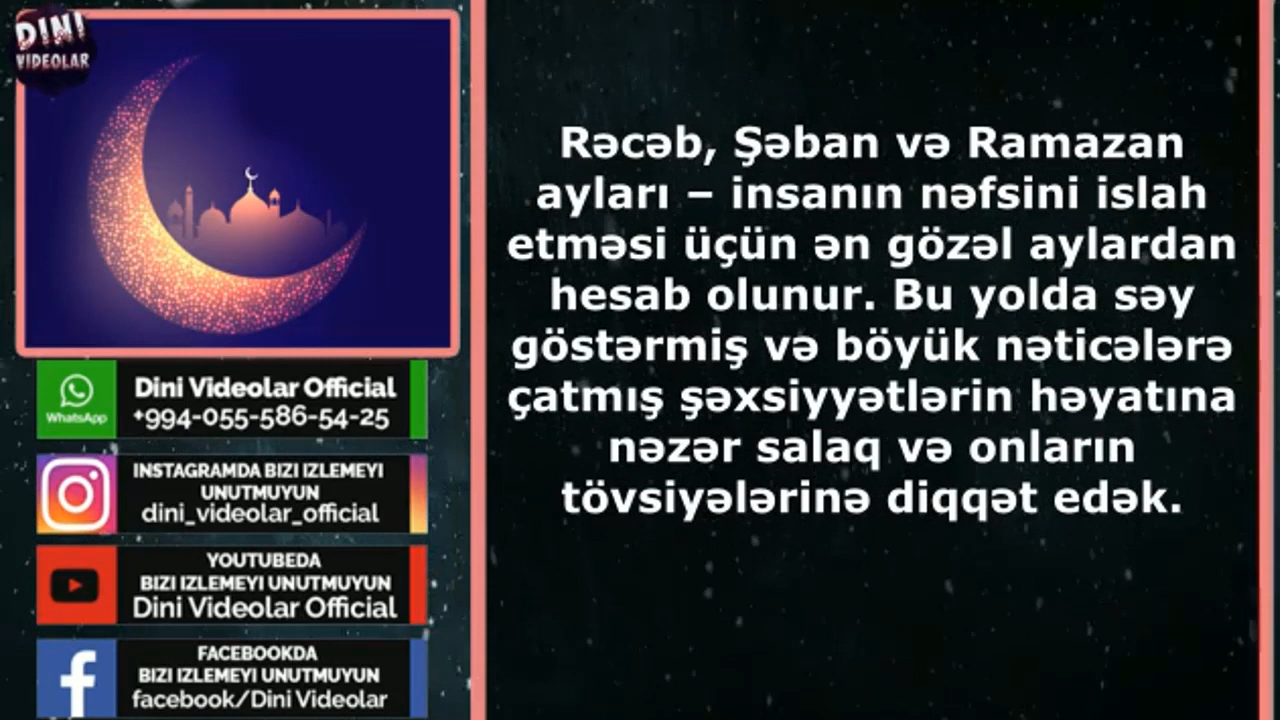 DINI
VIDEOLAR
WhatsApp
Dini Videolar Official
+994-055-586-54-25
INSTAGRAMDA BIZI IZLEMEYI
UNUTMUYUN
dini_videolar_official
YOUTUBEDA
BIZI IZLEMEYI UNUTMUYUN
Dini Videolar Official
FACEBOOKDA
BIZI IZLEMEYI UNUTMUYUN
facebook/Dini Videolar
Rəcəb, Şəban və Ramazan
ayları – insanın nəfsini islah
etməsi üçün ən gözəl aylardan
hesab olunur. Bu yolda səy
göstərmiş və böyük nəticələrə
çatmış şəxsiyyətlərin həyatına
nəzər salaq və onların
tövsiyələrinə diqqət edək.